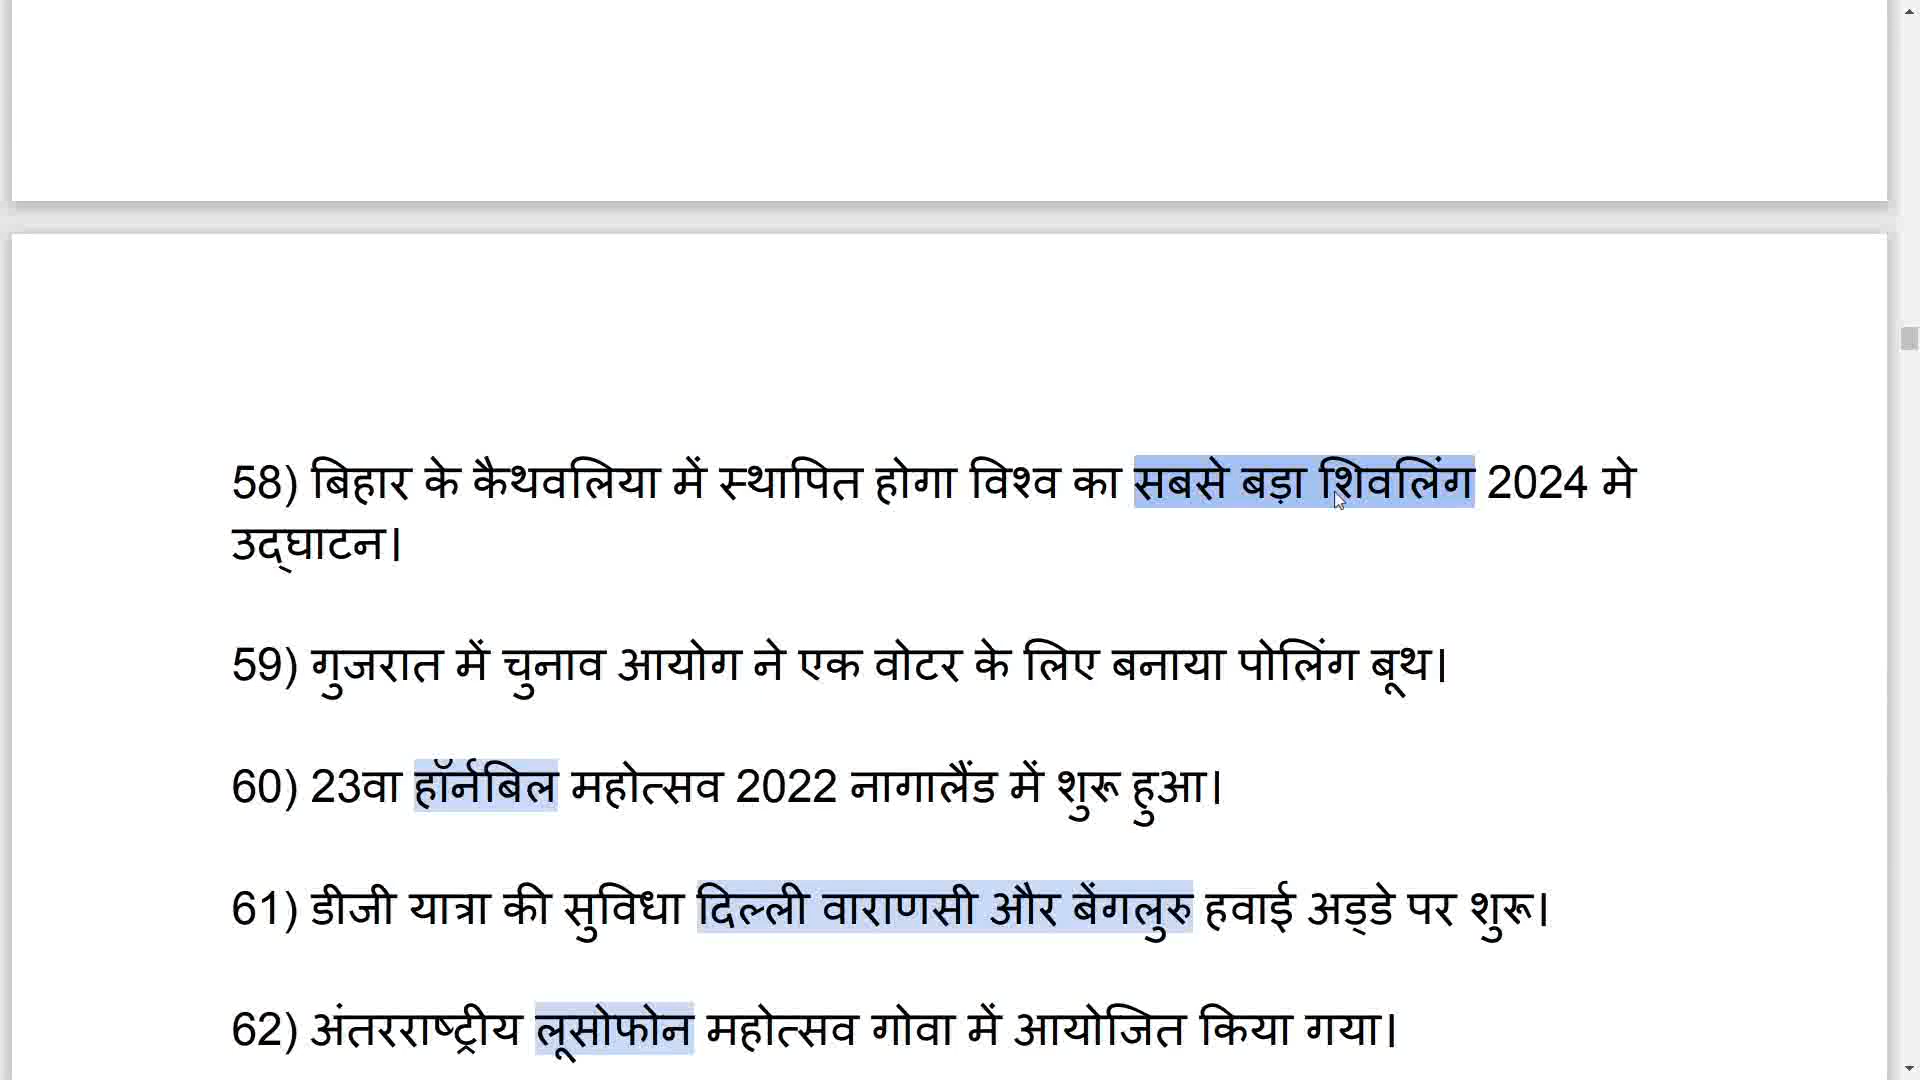 58) बिहार के कैथवलिया में स्थापित होगा विश्व का सबसे बड़ा शिवलिंग 2024 मे
उद्घाटन।
59) गुजरात में चुनाव आयोग ने एक वोटर के लिए बनाया पोलिंग बूथ।
60) 23वा हॉर्नबिल महोत्सव 2022 नागालैंड में शुरू हुआ।
61) डीजी यात्रा की सुविधा दिल्ली वाराणसी और बेंगलुरु हवाई अड्डे पर शुरू।
62) अंतरराष्ट्रीय लूसोफोन महोत्सव गोवा में आयोजित किया गया।